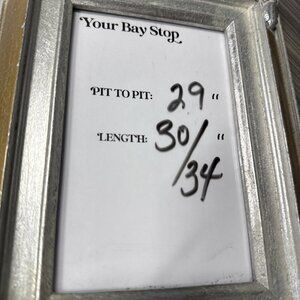 Your Bay Stop
PIT TO PIT: 29 "
LENGTH: 30/34 "